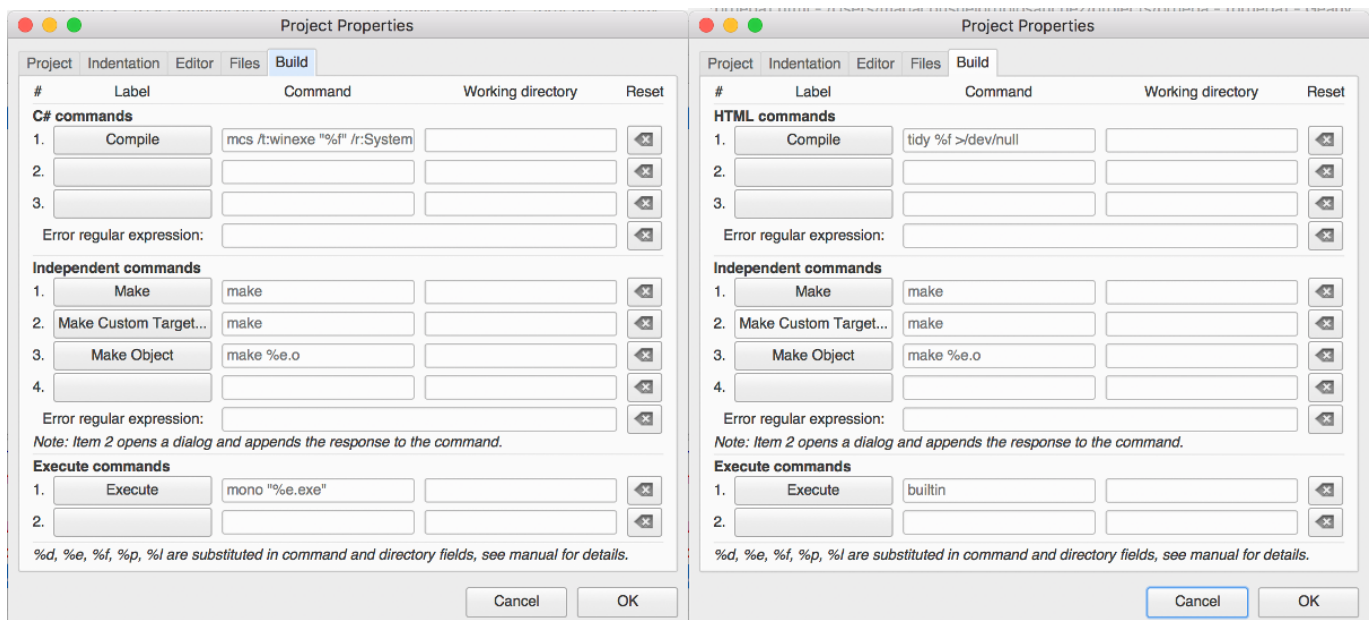 Project Properties
Project Indentation Editor Files Build
# Label Command Working directory Reset
C# commands
1. Compile mcs /t:winexe "%f" /r:System
2.
3.
Error regular expression:
Independent commands
1. Make make
2. Make Custom Target... make
3. Make Object make %e.o
4.
Error regular expression:
Note: Item 2 opens a dialog and appends the response to the command.
Execute commands
1. Execute mono "%e.exe"
2.
%d, %e, %f, %p, %l are substituted in command and directory fields, see manual for details.
Cancel OK
Project Properties
Project Indentation Editor Files Build
# Label Command Working directory Reset
HTML commands
1. Compile tidy %f >/dev/null
2.
3.
Error regular expression:
Independent commands
1. Make make
2. Make Custom Target... make
3. Make Object make %e.o
4.
Error regular expression:
Note: Item 2 opens a dialog and appends the response to the command.
Execute commands
1. Execute builtin
2.
%d, %e, %f, %p, %l are substituted in command and directory fields, see manual for details.
Cancel OK